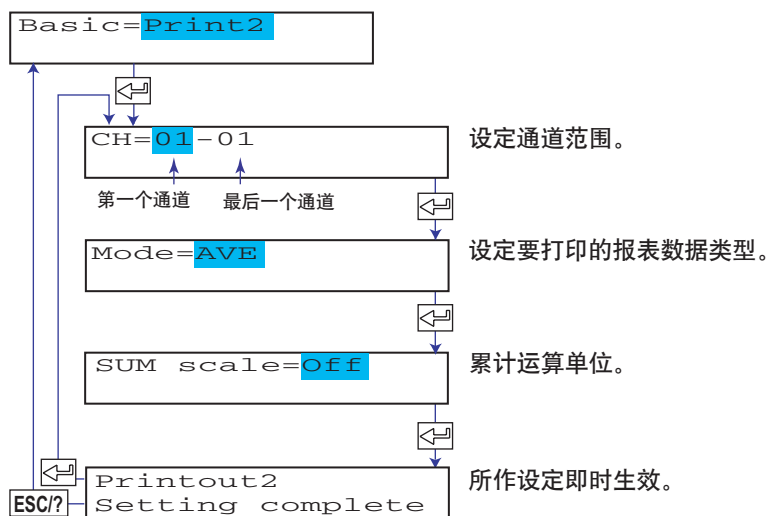 Basic=Print2
CH=01-01
设定通道范围。
第一个通道
最后一个通道
Mode=AVE
设定要打印的报表数据类型。
SUM scale=Off
累计运算单位。
Printout2
Setting complete
所作设定即时生效。
ESC/?